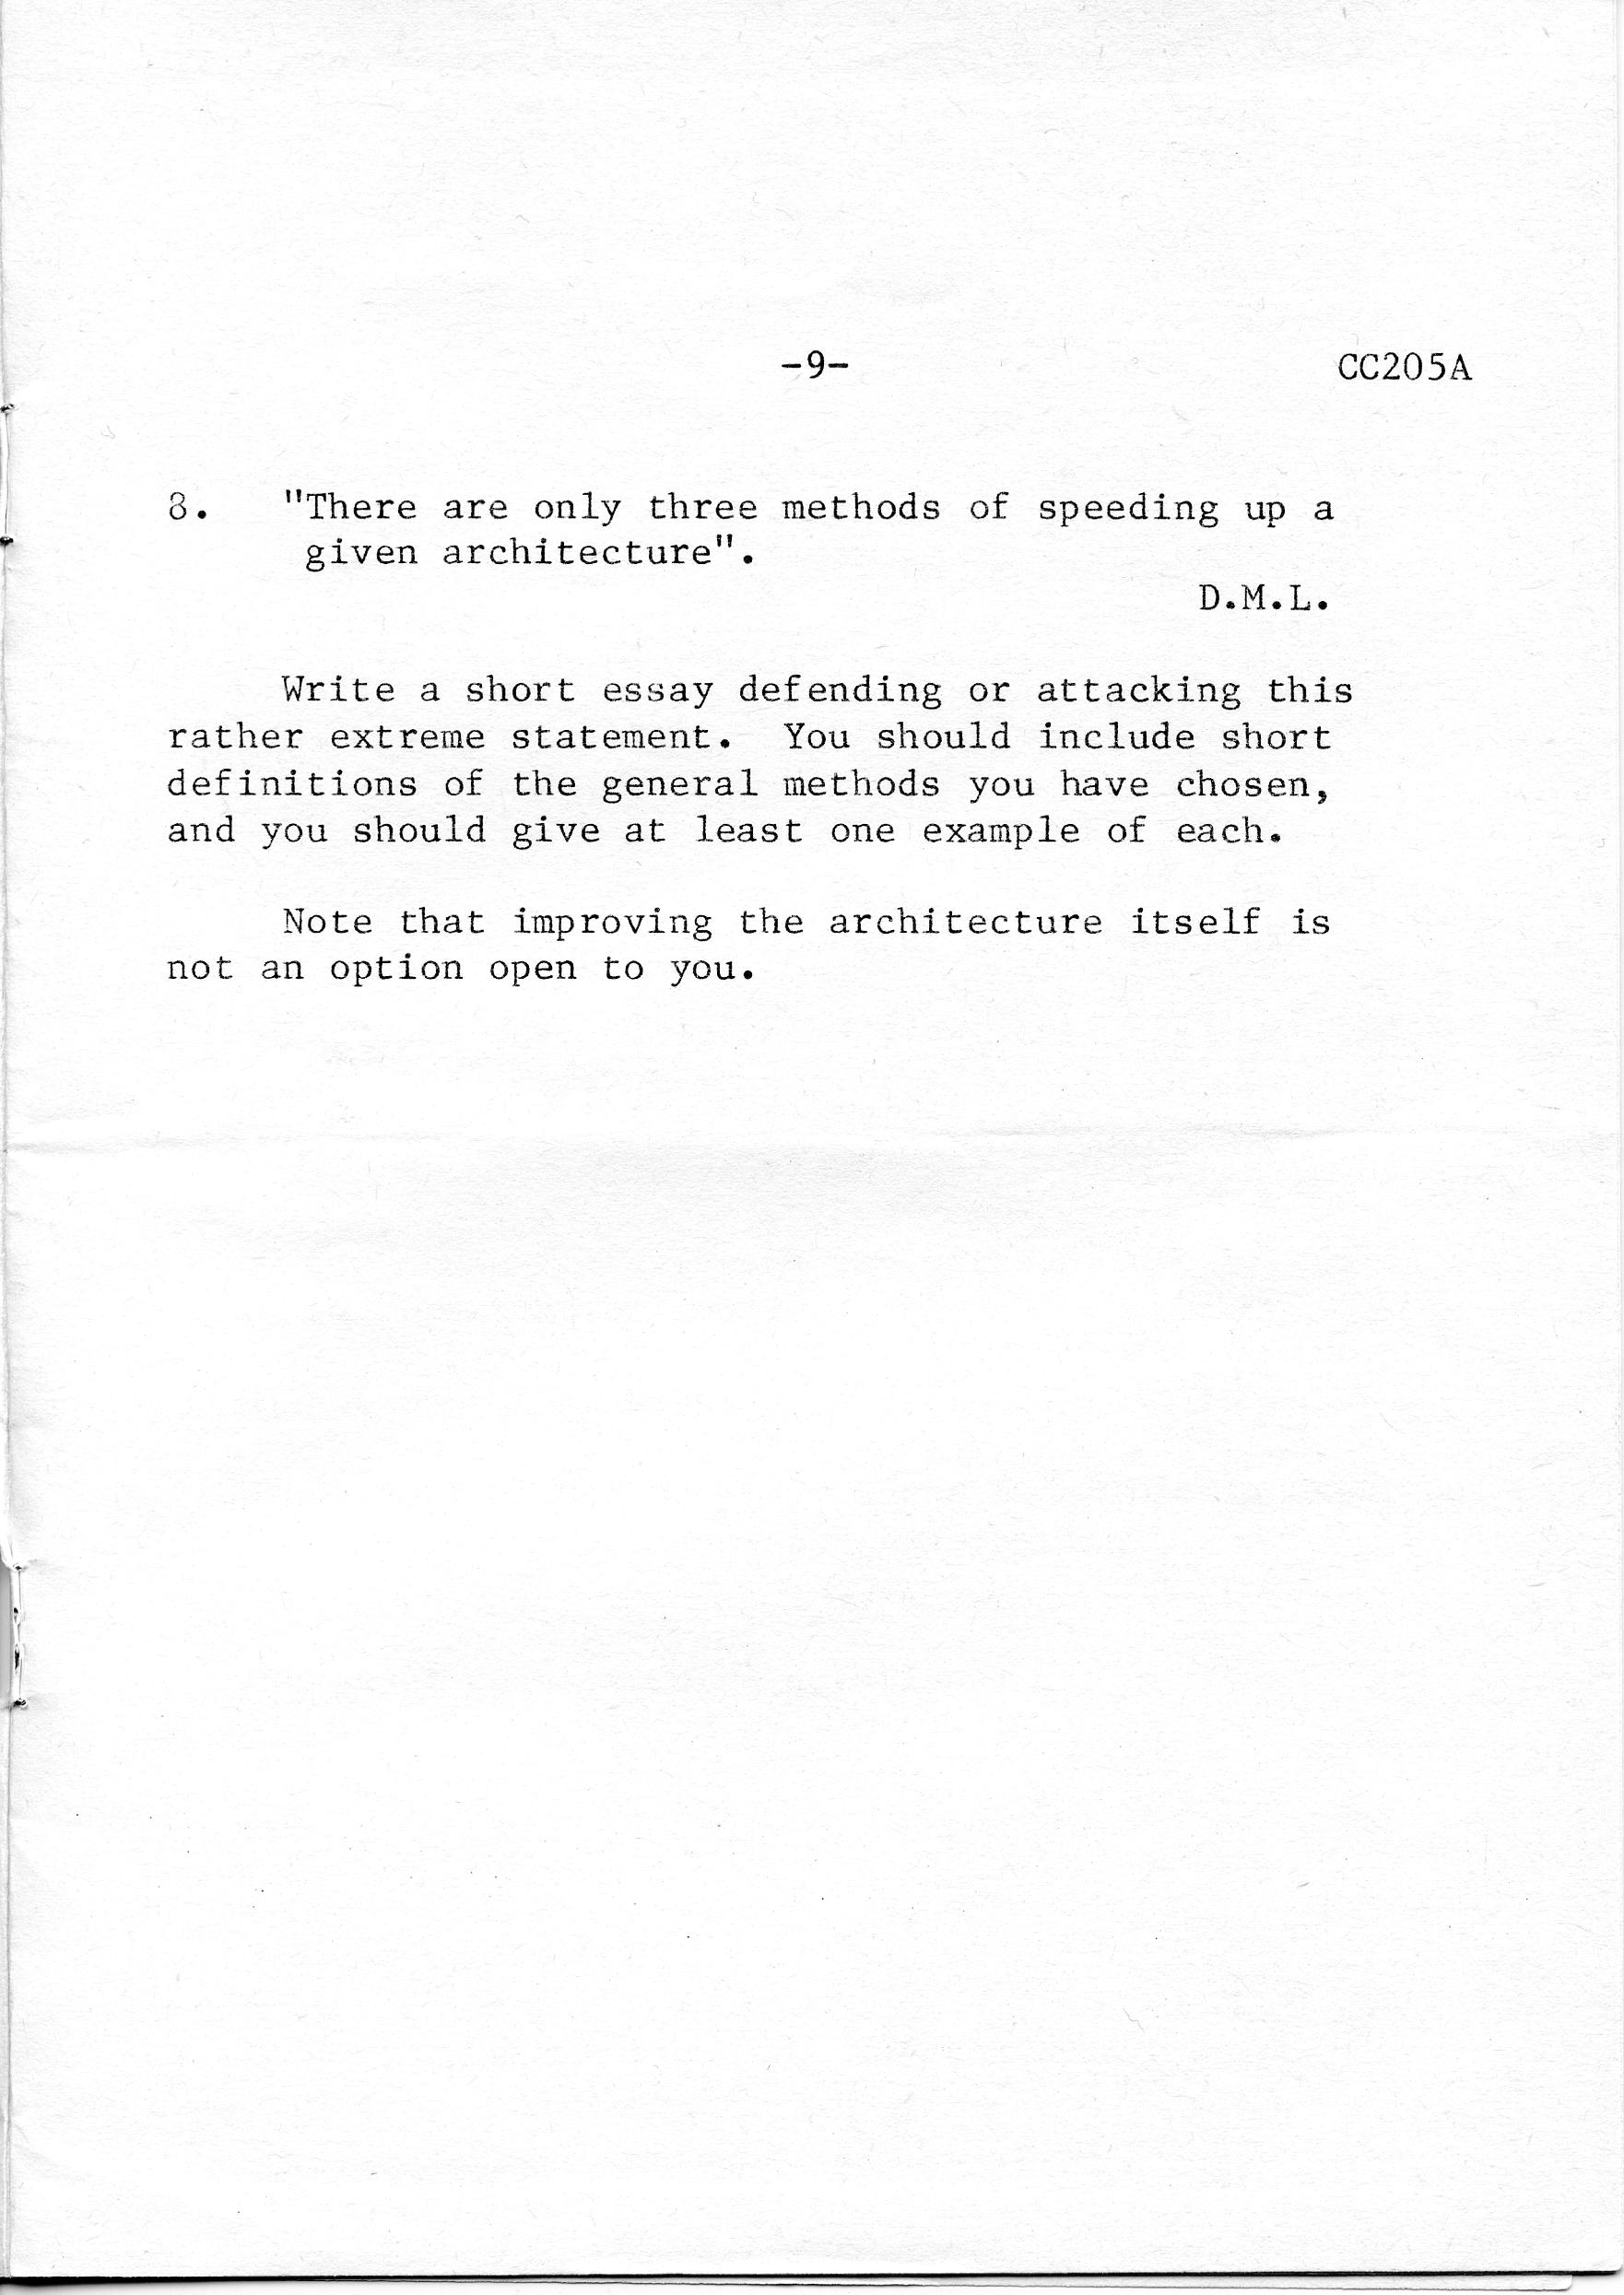 -9-
CC205A
8. "There are only three methods of speeding up a
given architecture".
D.M.L.
Write a short essay defending or attacking this
rather extreme statement. You should include short
definitions of the general methods you have chosen,
and you should give at least one example of each.
Note that improving the architecture itself is
not an option open to you.